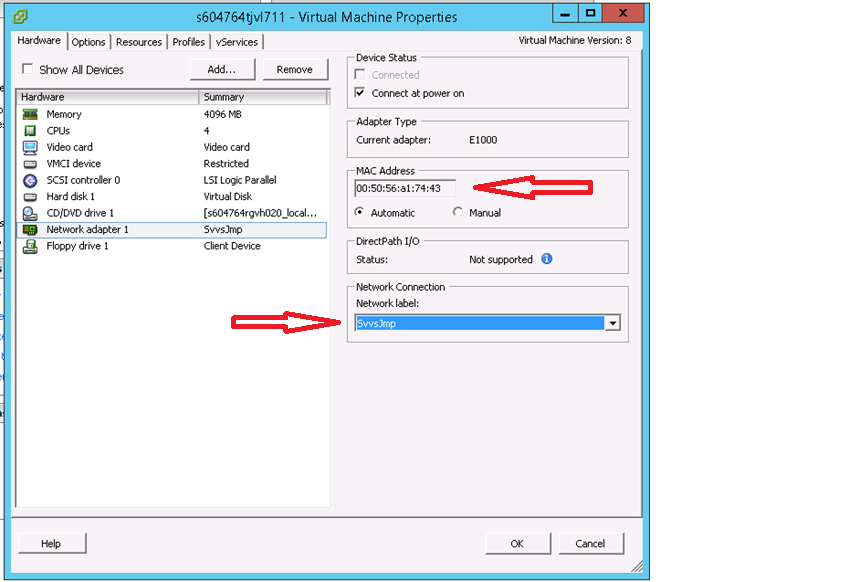 s604764tjvl711 - Virtual Machine Properties
Hardware Options Resources Profiles vServices
Virtual Machine Version: 8
Show All Devices Add... Remove
Hardware Summary
Memory 4096 MB
CPUs 4
Video card Video card
VMCI device Restricted
SCSI controller 0 LSI Logic Parallel
Hard disk 1 Virtual Disk
CD/DVD drive 1 [s604764rgvh020_local...
Network adapter 1 SvvsJmp
Floppy drive 1 Client Device
Device Status
Connected
Connect at power on
Adapter Type
Current adapter: E1000
MAC Address
00:50:56:a1:74:43
Automatic Manual
DirectPath I/O
Status: Not supported
Network Connection
Network label:
SvvsJmp
Help OK Cancel